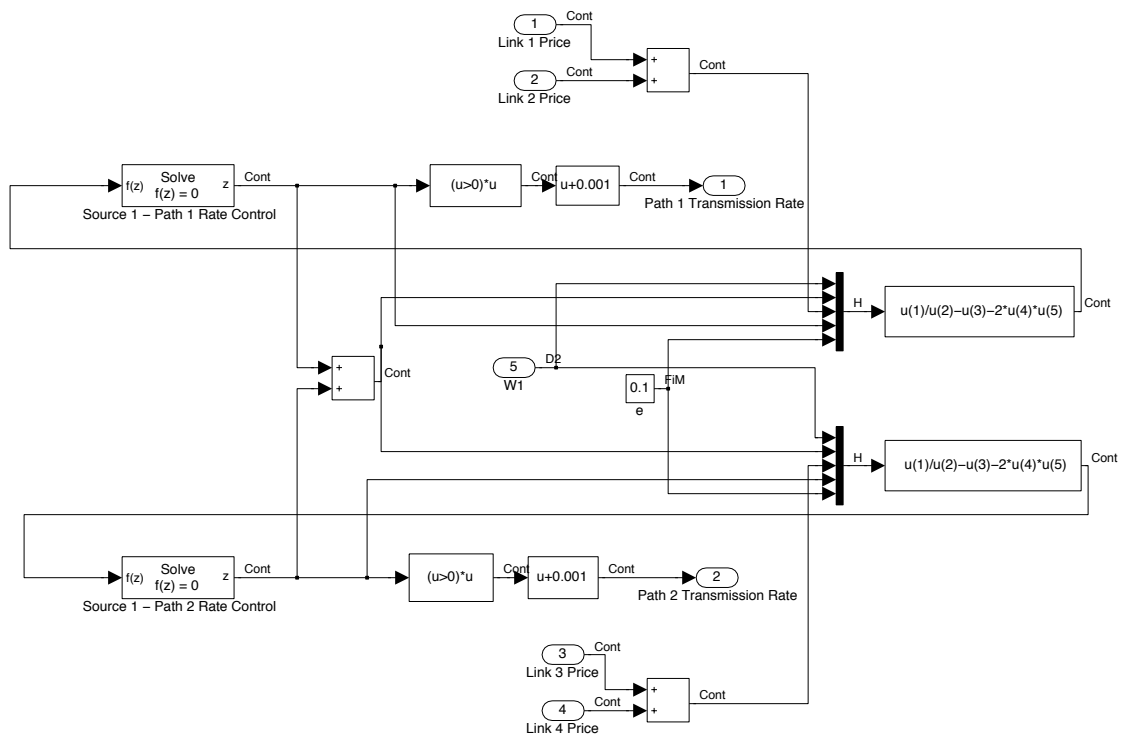 1
Cont
Link 1 Price
2
Cont
Link 2 Price
+
+
Cont
f(z)
Solve
f(z) = 0
z
Cont
Source 1 – Path 1 Rate Control
(u>0)*u
Cont
u+0.001
Cont
1
Path 1 Transmission Rate
H
u(1)/u(2)–u(3)–2*u(4)*u(5)
Cont
+
+
Cont
5
D2
W1
0.1
FiM
e
H
u(1)/u(2)–u(3)–2*u(4)*u(5)
Cont
f(z)
Solve
f(z) = 0
z
Cont
Source 1 – Path 2 Rate Control
(u>0)*u
Cont
u+0.001
Cont
2
Path 2 Transmission Rate
3
Cont
Link 3 Price
4
Cont
Link 4 Price
+
+
Cont